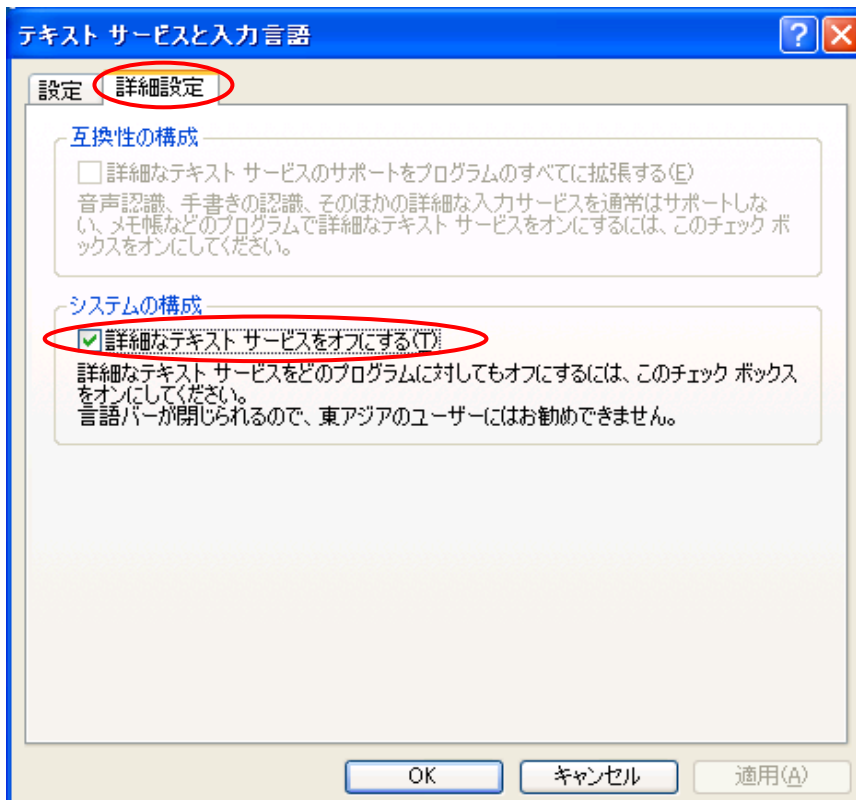 テキスト サービスと入力言語
設定
詳細設定
互換性の構成
詳細なテキスト サービスのサポートをプログラムのすべてに拡張する(E)
音声認識、手書きの認識、そのほかの詳細な入力サービスを通常はサポートしな
い、メモ帳などのプログラムで詳細なテキスト サービスをオンにするには、このチェック ボ
ックスをオンにしてください。
システムの構成
詳細なテキスト サービスをオフにする(T)
詳細なテキスト サービスをどのプログラムに対してもオフにするには、このチェック ボックス
をオンにしてください。
言語バーが閉じられるので、東アジアのユーザーにはお勧めできません。
OK
キャンセル
適用(A)